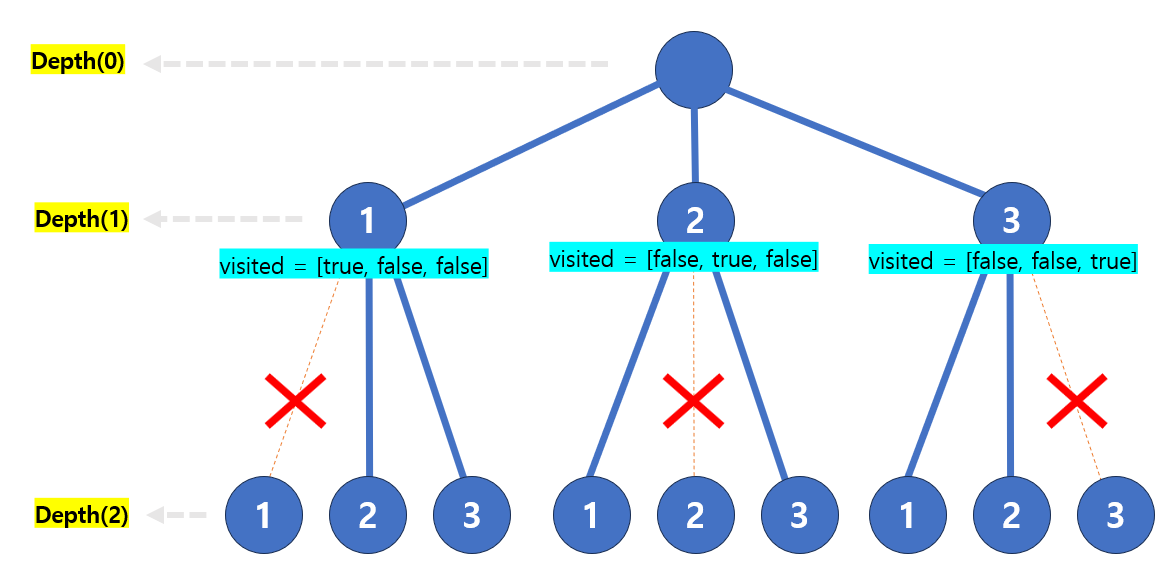 Depth(0)
Depth(1)
1
2
3
visited = [true, false, false]
visited = [false, true, false]
visited = [false, false, true]
Depth(2)
1
2
3
1
2
3
1
2
3